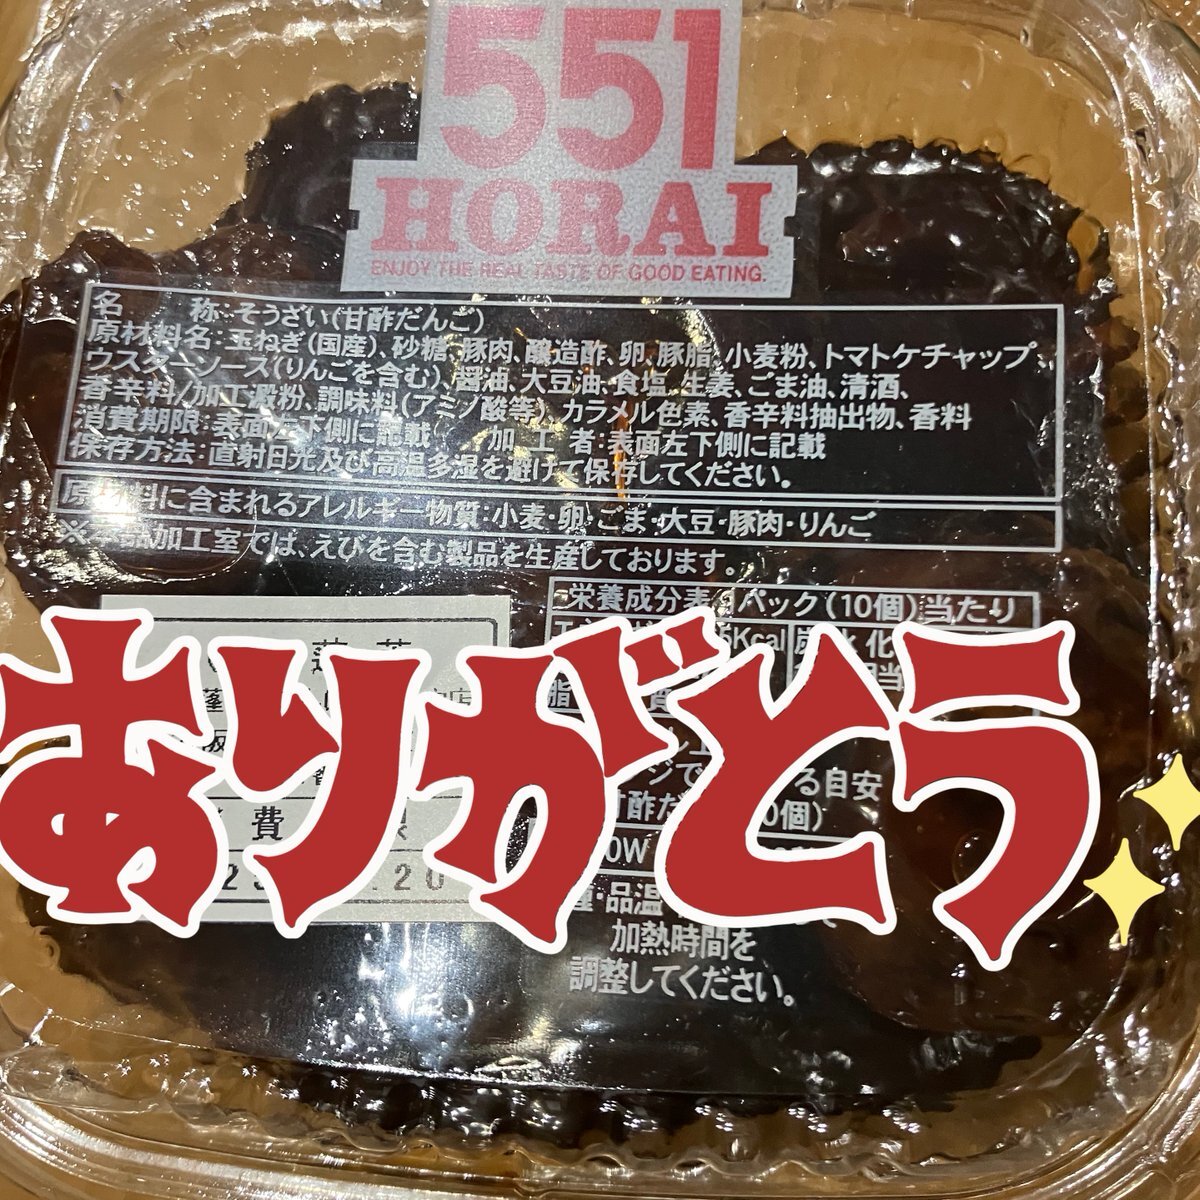 551
HORAI
ENJOY THE REAL TASTE OF GOOD EATING.
名 称:そうざい(甘酢だんご)
原材料名:玉ねぎ(国産)、砂糖、豚肉、醸造酢、卵、豚脂、小麦粉、トマトケチャップ、
ウスターソース(りんごを含む)、醤油、大豆油、食塩、生姜、ごま油、清酒、
香辛料/加工澱粉、調味料(アミノ酸等)、カラメル色素、香辛料抽出物、香料
消費期限:表面左下側に記載 加工者:表面左下側に記載
保存方法:直射日光及び高温多湿を避けて保存してください。
原材料に含まれるアレルギー物質:小麦・卵・ごま・大豆・豚肉・りんご
※本品加工室では、えびを含む製品を生産しております。
栄養成分表 パック(10個)当たり
ありがとう
る自安
費
加熱時間を
調整してください。